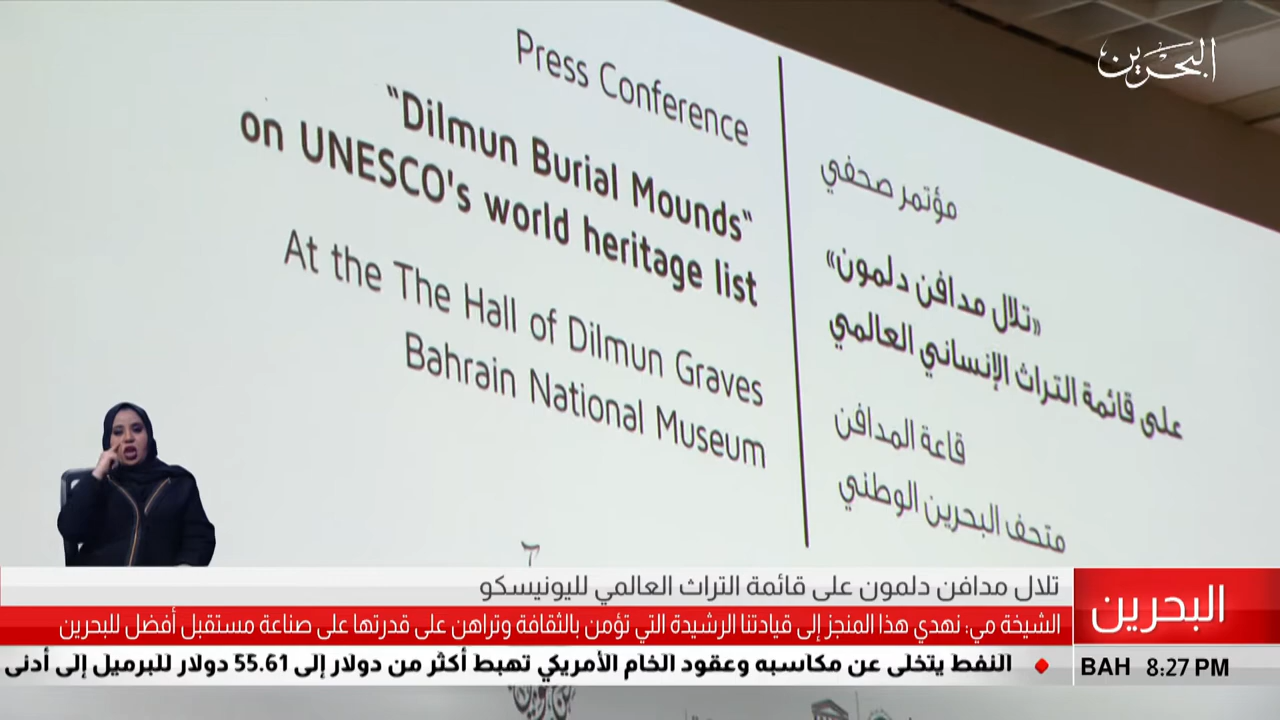 البحرين
Press Conference
"Dilmun Burial Mounds"
on UNESCO's world heritage list
At the The Hall of Dilmun Graves
Bahrain National Museum
مؤتمر صحفي
«تلال مدافن دلمون»
على قائمة التراث الإنساني العالمي
قاعة المدافن
متحف البحرين الوطني
تلال مدافن دلمون على قائمة التراث العالمي لليونيسكو
الشيخة مي: نهدي هذا المنجز إلى قيادتنا الرشيدة التي تؤمن بالثقافة وتراهن على قدرتها على صناعة مستقبل أفضل للبحرين
البحرين
النفط يتخلى عن مكاسبه وعقود الخام الأمريكي تهبط أكثر من دولار إلى 55.61 دولار للبرميل إلى أدنى
BAH 8:27 PM